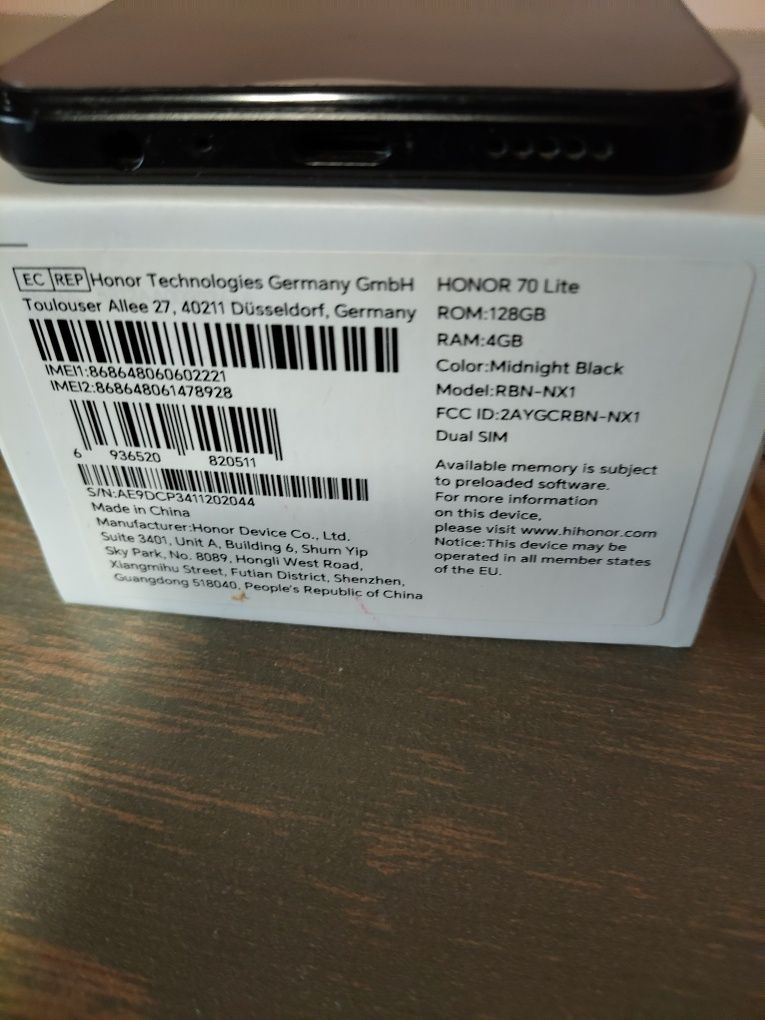 EC REP Honor Technologies Germany GmbH
Toulouser Allee 27, 40211 Düsseldorf, Germany
IMEI1:868648060602221
IMEI2:868648061478928
6 936520 820511
S/N:AE9DCP3411202044
Made in China
Manufacturer:Honor Device Co., Ltd.
Suite 3401, Unit A, Building 6, Shum Yip
Sky Park, No. 8089, Hongli West Road,
Xiangmihu Street, Futian District, Shenzhen,
Guangdong 518040, People's Republic of China
HONOR 70 Lite
ROM:128GB
RAM:4GB
Color:Midnight Black
Model:RBN-NX1
FCC ID:2AYGCRBN-NX1
Dual SIM
Available memory is subject
to preloaded software.
For more information
on this device,
please visit www.hihonor.com
Notice:This device may be
operated in all member states
of the EU.